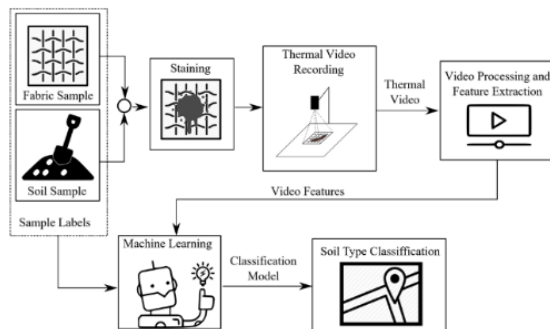 Fabric Sample
Soil Sample
Sample Labels
Staining
Thermal Video
Recording
Thermal
Video
Video Processing and
Feature Extraction
Video Features
Machine Learning
Classification
Model
Soil Type Classiffication